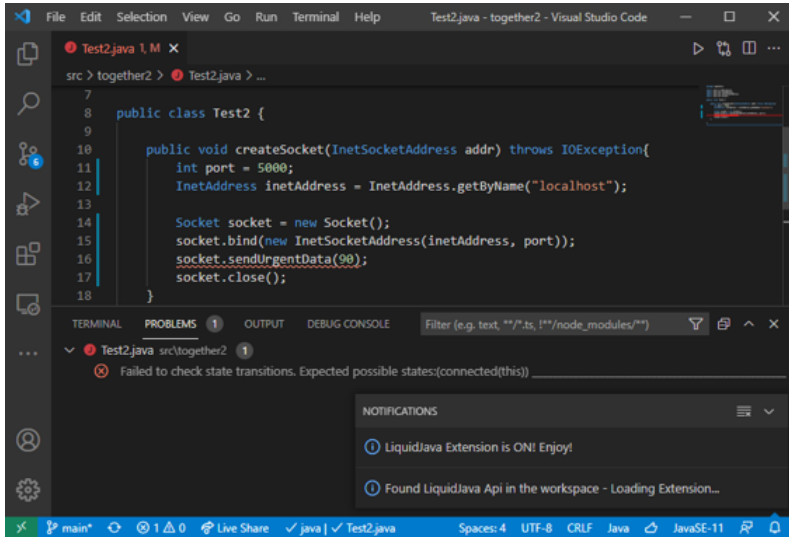 File Edit Selection View Go Run Terminal Help Test2.java - together2 - Visual Studio Code
Test2.java 1, M
src > together2 > Test2.java > ...
7
8 public class Test2 {
9
10 public void createSocket(InetSocketAddress addr) throws IOException{
11 int port = 5000;
12 InetAddress inetAddress = InetAddress.getByName("localhost");
13
14 Socket socket = new Socket();
15 socket.bind(new InetSocketAddress(inetAddress, port));
16 socket.sendUrgentData(90);
17 socket.close();
18 }
TERMINAL PROBLEMS 1 OUTPUT DEBUG CONSOLE Filter (e.g. text, **/*.ts, !**/node_modules/**)
Test2.java src\together2 1
Failed to check state transitions. Expected possible states:(connected(this))
NOTIFICATIONS
LiquidJava Extension is ON! Enjoy!
Found LiquidJava Api in the workspace - Loading Extension...
6
main* 1 0 Live Share java | Test2.java Spaces: 4 UTF-8 CRLF Java JavaSE-11